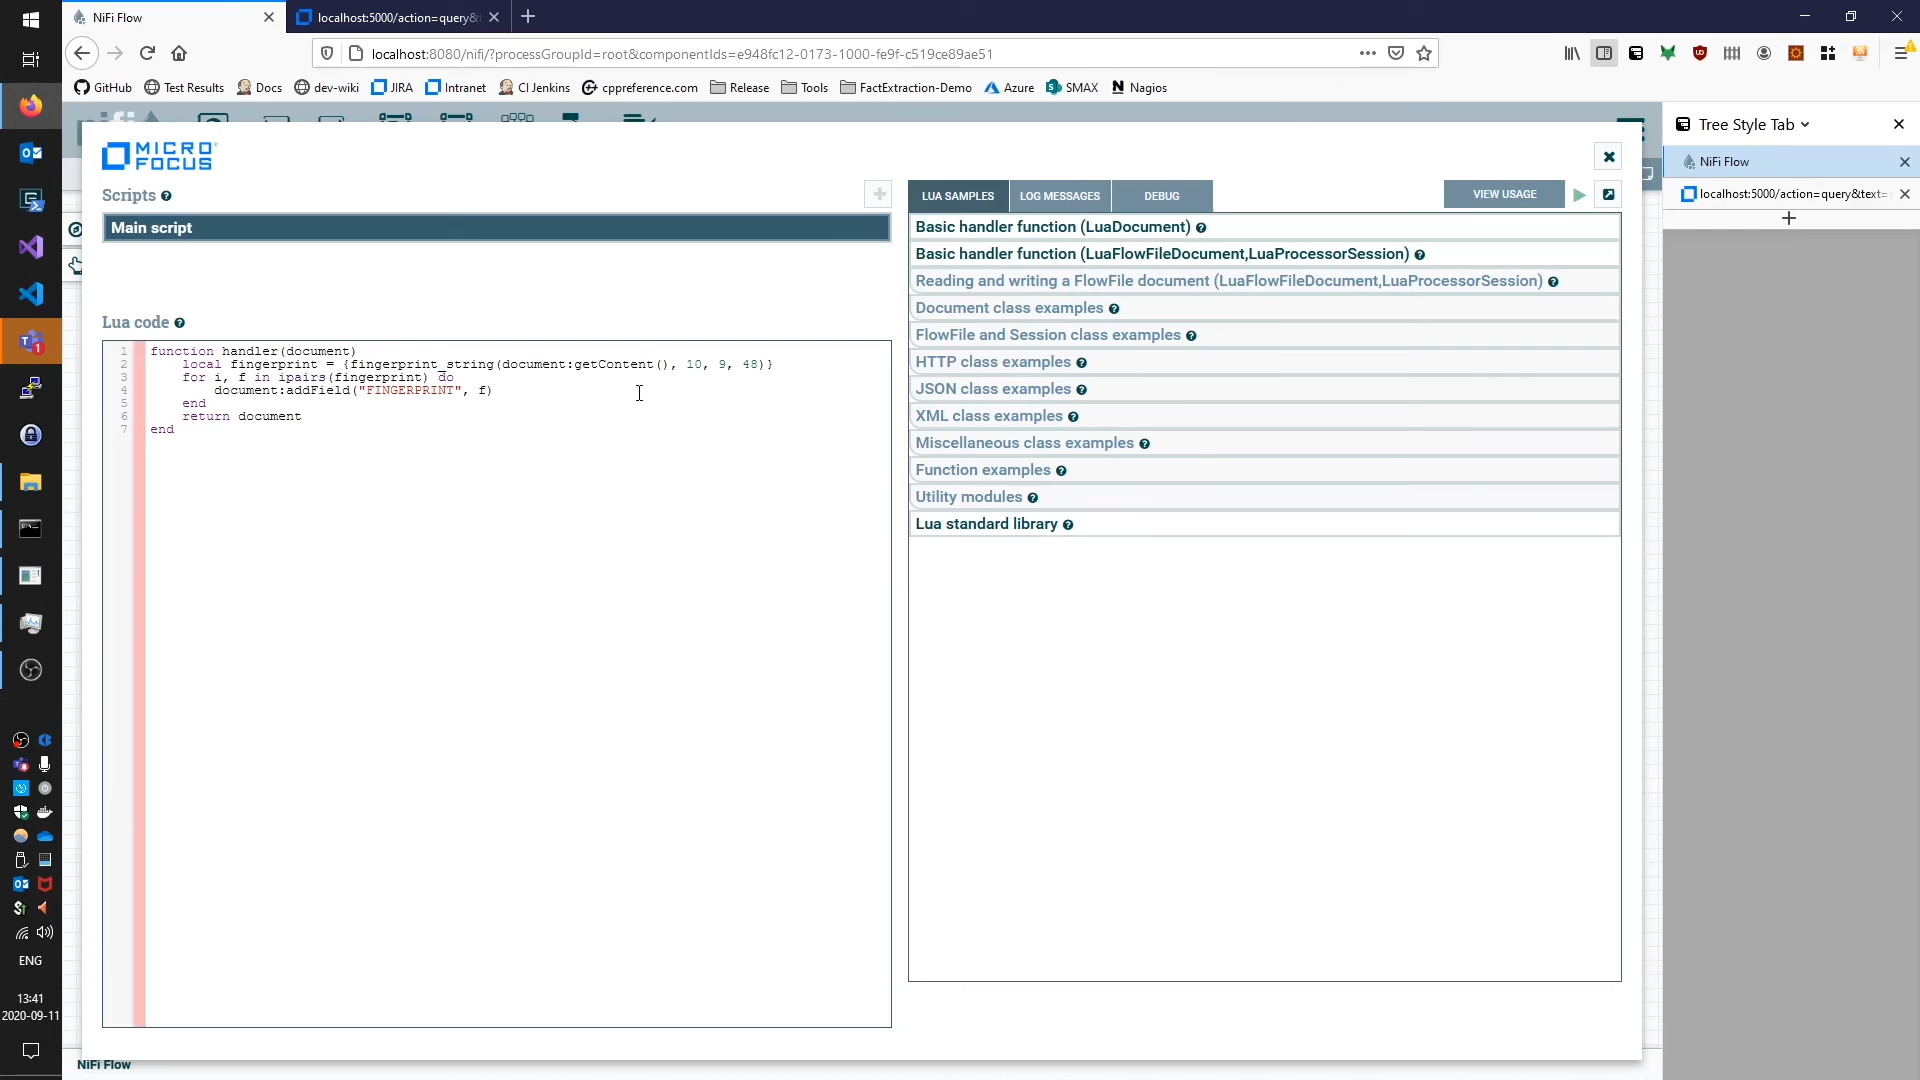 NiFi Flow
localhost:5000/action=query&
localhost:8080/nifi/?processGroupId=root&componentIds=e948fc12-0173-1000-fe9f-c519ce89ae51
GitHub Test Results Docs dev-wiki JIRA Intranet CI Jenkins cppreference.com Release Tools FactExtraction-Demo Azure SMAX Nagios
Tree Style Tab
NiFi Flow
localhost:5000/action=query&text=
MICRO
FOCUS
Scripts
Main script
Lua code
1 function handler(document)
2 local fingerprint = {fingerprint_string(document:getContent(), 10, 9, 48)}
3 for i, f in ipairs(fingerprint) do
4 document:addField("FINGERPRINT", f)
5 end
6 return document
7 end
LUA SAMPLES LOG MESSAGES DEBUG VIEW USAGE
Basic handler function (LuaDocument)
Basic handler function (LuaFlowFileDocument,LuaProcessorSession)
Reading and writing a FlowFile document (LuaFlowFileDocument,LuaProcessorSession)
Document class examples
FlowFile and Session class examples
HTTP class examples
JSON class examples
XML class examples
Miscellaneous class examples
Function examples
Utility modules
Lua standard library
ENG
13:41
2020-09-11
NiFi Flow